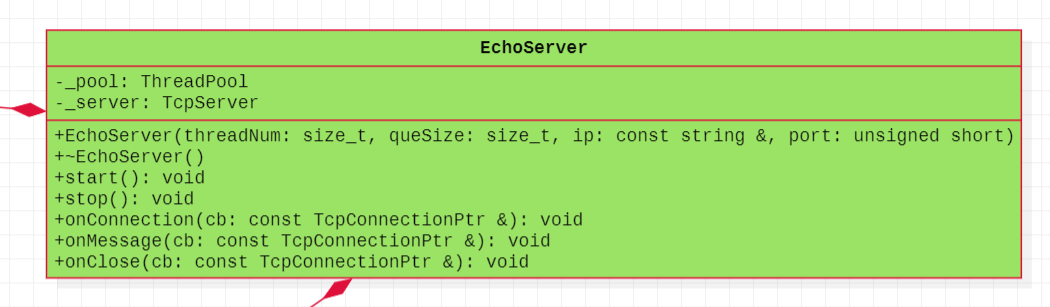 EchoServer
-_pool: ThreadPool
-_server: TcpServer
+EchoServer(threadNum: size_t, queSize: size_t, ip: const string &, port: unsigned short)
+~EchoServer()
+start(): void
+stop(): void
+onConnection(cb: const TcpConnectionPtr &): void
+onMessage(cb: const TcpConnectionPtr &): void
+onClose(cb: const TcpConnectionPtr &): void